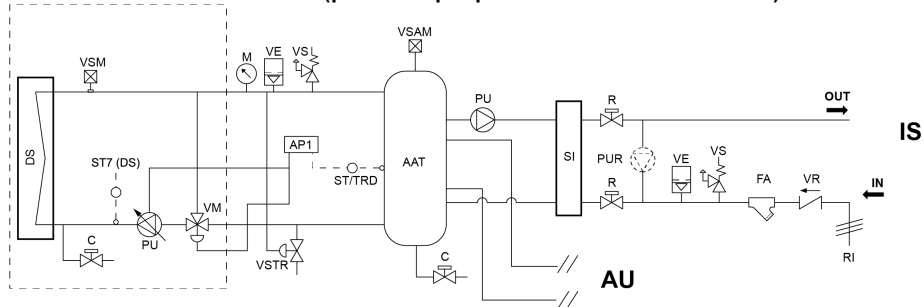 VSAM
M VE VS
VSM
PU
R
OUT
IS
DS
ST7 (DS)
AP1
ST/TRD
AAT
SI
PUR
VE
VS
FA
VR
IN
VM
R
C
PU
VSTR
C
AU
RI